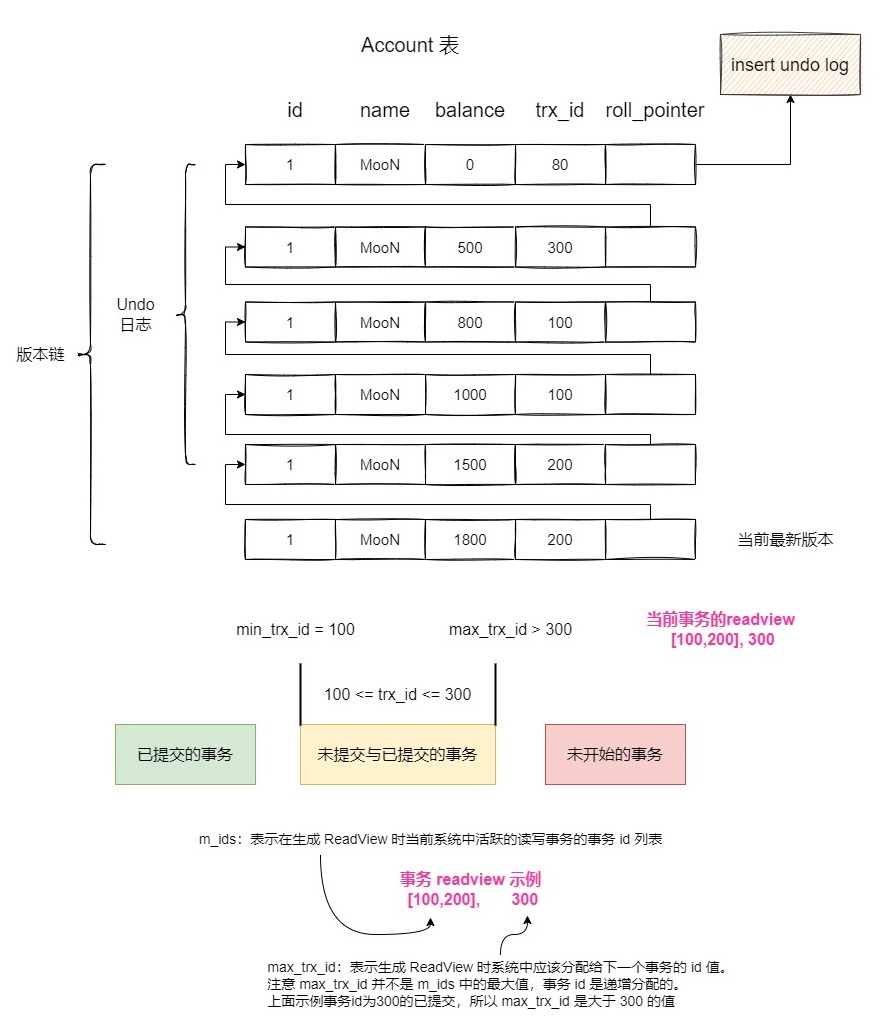 Account 表
insert undo log
id name balance trx_id roll_pointer
1 MooN 0 80
1 MooN 500 300
Undo
日志
1 MooN 800 100
版本链
1 MooN 1000 100
1 MooN 1500 200
1 MooN 1800 200 当前最新版本
min_trx_id = 100 max_trx_id > 300
当前事务的readview
[100,200], 300
100 <= trx_id <= 300
已提交的事务 未提交与已提交的事务 未开始的事务
m_ids：表示在生成 ReadView 时当前系统中活跃的读写事务的事务 id 列表
事务 readview 示例
[100,200], 300
max_trx_id：表示生成 ReadView 时系统中应该分配给下一个事务的 id 值。
注意 max_trx_id 并不是 m_ids 中的最大值，事务 id 是递增分配的。
上面示例事务id为300的已提交，所以 max_trx_id 是大于 300 的值